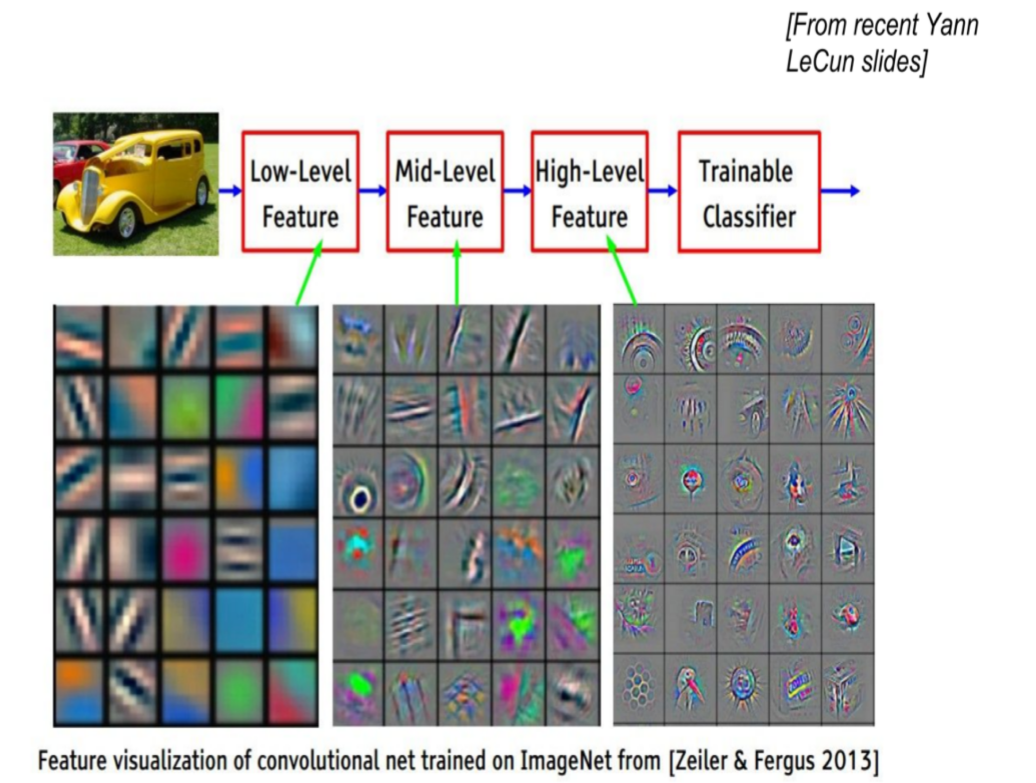 [From recent Yann
LeCun slides]
Low-Level
Feature
Mid-Level
Feature
High-Level
Feature
Trainable
Classifier
Feature visualization of convolutional net trained on ImageNet from [Zeiler & Fergus 2013]